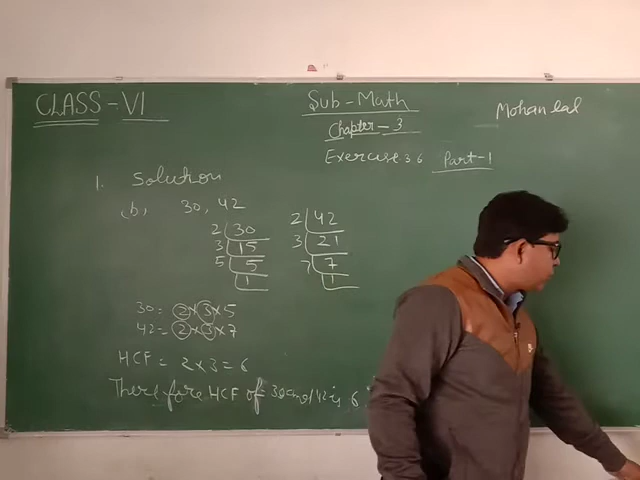 CLASS-VI
Sub-Math
Mohan lal
Chapter-3
Exercise 3.6 Part-1
1. Solution
(b), 30, 42
2 30
3 15
5 5
1
2 42
3 21
7 7
1
30= 2×3×5
42= 2×3×7
HCF = 2×3=6
Therefore HCF of 30 and 42 is 6